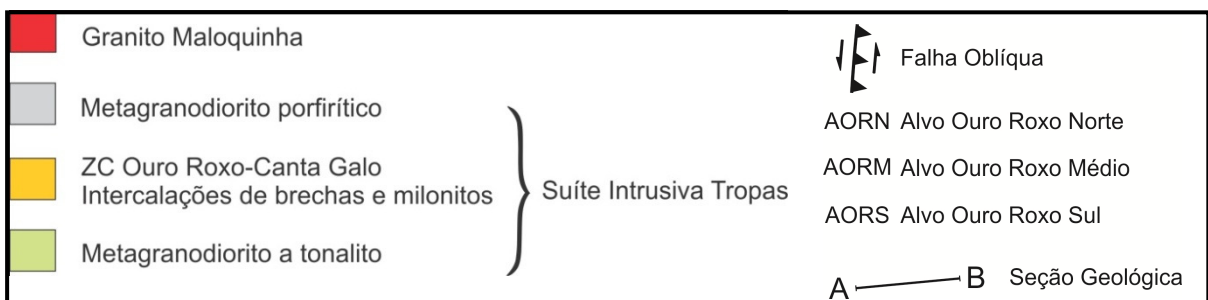 Granito Maloquinha
Metagranodiorito porfirítico
ZC Ouro Roxo-Canta Galo
Intercalações de brechas e milonitos
Metagranodiorito a tonalito
Suíte Intrusiva Tropas
Falha Oblíqua
AORN Alvo Ouro Roxo Norte
AORM Alvo Ouro Roxo Médio
AORS Alvo Ouro Roxo Sul
A B Seção Geológica